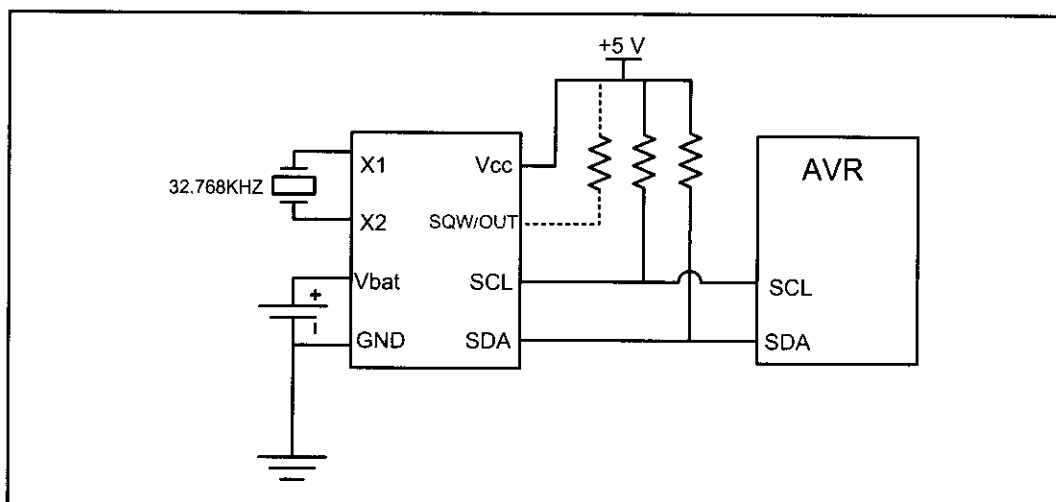 +5 V
X1
Vcc
AVR
32.768KHZ
X2
SQW/OUT
Vbat
SCL
SCL
+
GND
SDA
SDA